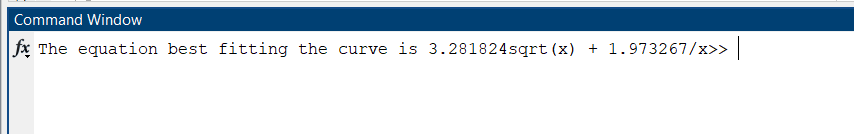 Command Window
fx The equation best fitting the curve is 3.281824sqrt(x) + 1.973267/x>>